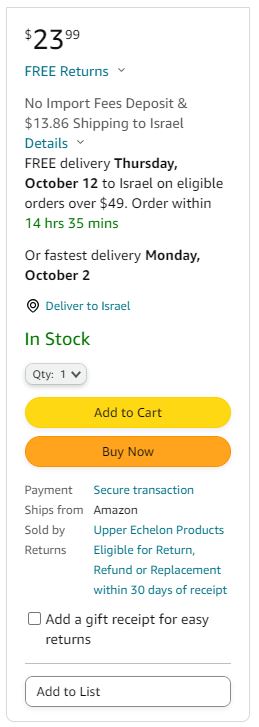 $23.99
FREE Returns
No Import Fees Deposit &
$13.86 Shipping to Israel
Details
FREE delivery Thursday,
October 12 to Israel on eligible
orders over $49. Order within
14 hrs 35 mins
Or fastest delivery Monday,
October 2
Deliver to Israel
In Stock
Qty: 1
Add to Cart
Buy Now
Payment Secure transaction
Ships from Amazon
Sold by Upper Echelon Products
Returns Eligible for Return,
Refund or Replacement
within 30 days of receipt
Add a gift receipt for easy
returns
Add to List